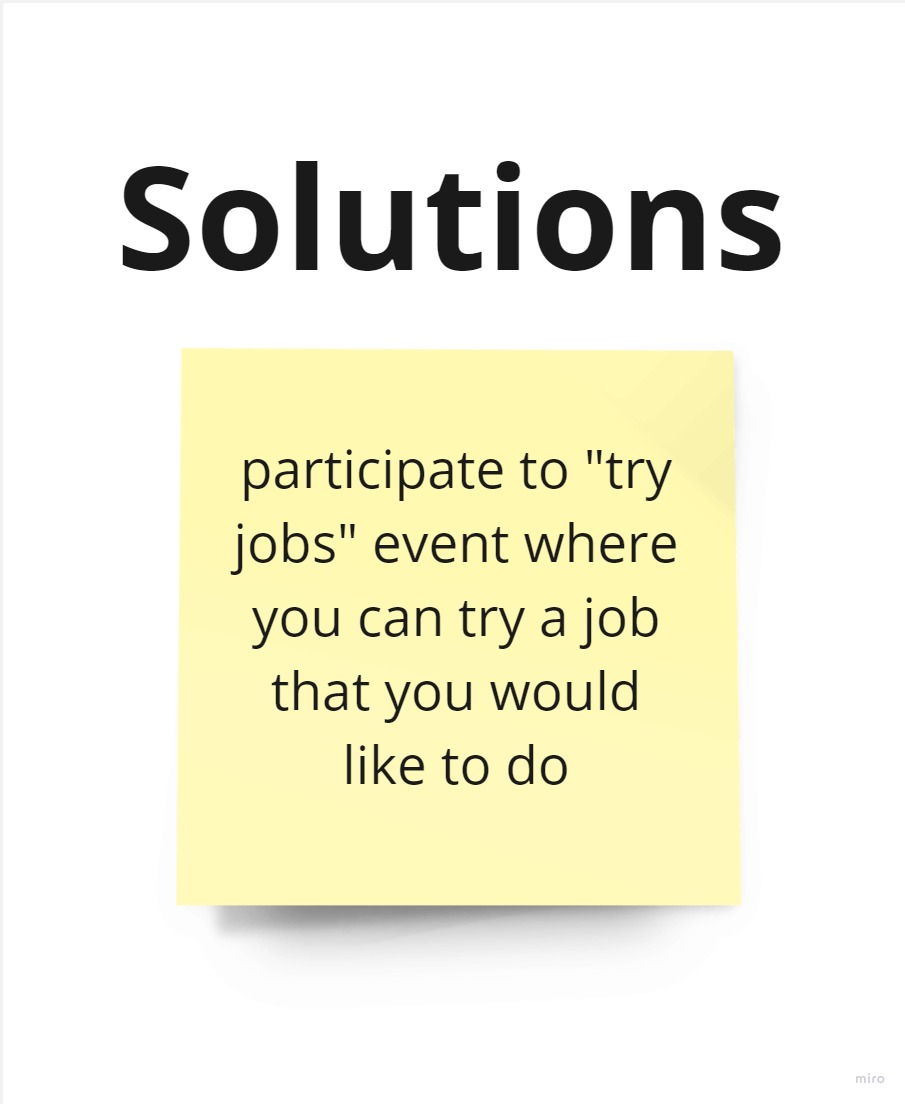 Solutions
participate to "try
jobs" event where
you can try a job
that you would
like to do
miro